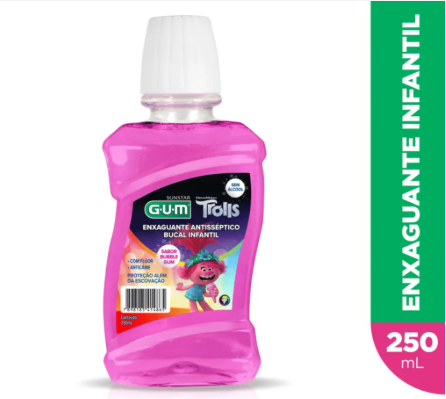 SUNSTAR
G·U·M
Trolls
SEM
ÁLCOOL
ENXAGUANTE ANTISSÉPTICO
BUCAL INFANTIL
SABOR
BUBBLE
GUM
• COM FLÚOR
• ANTICÁRIE
PROTEÇÃO ALÉM
DA ESCOVAÇÃO
ENXAGUANTE INFANTIL
250
mL